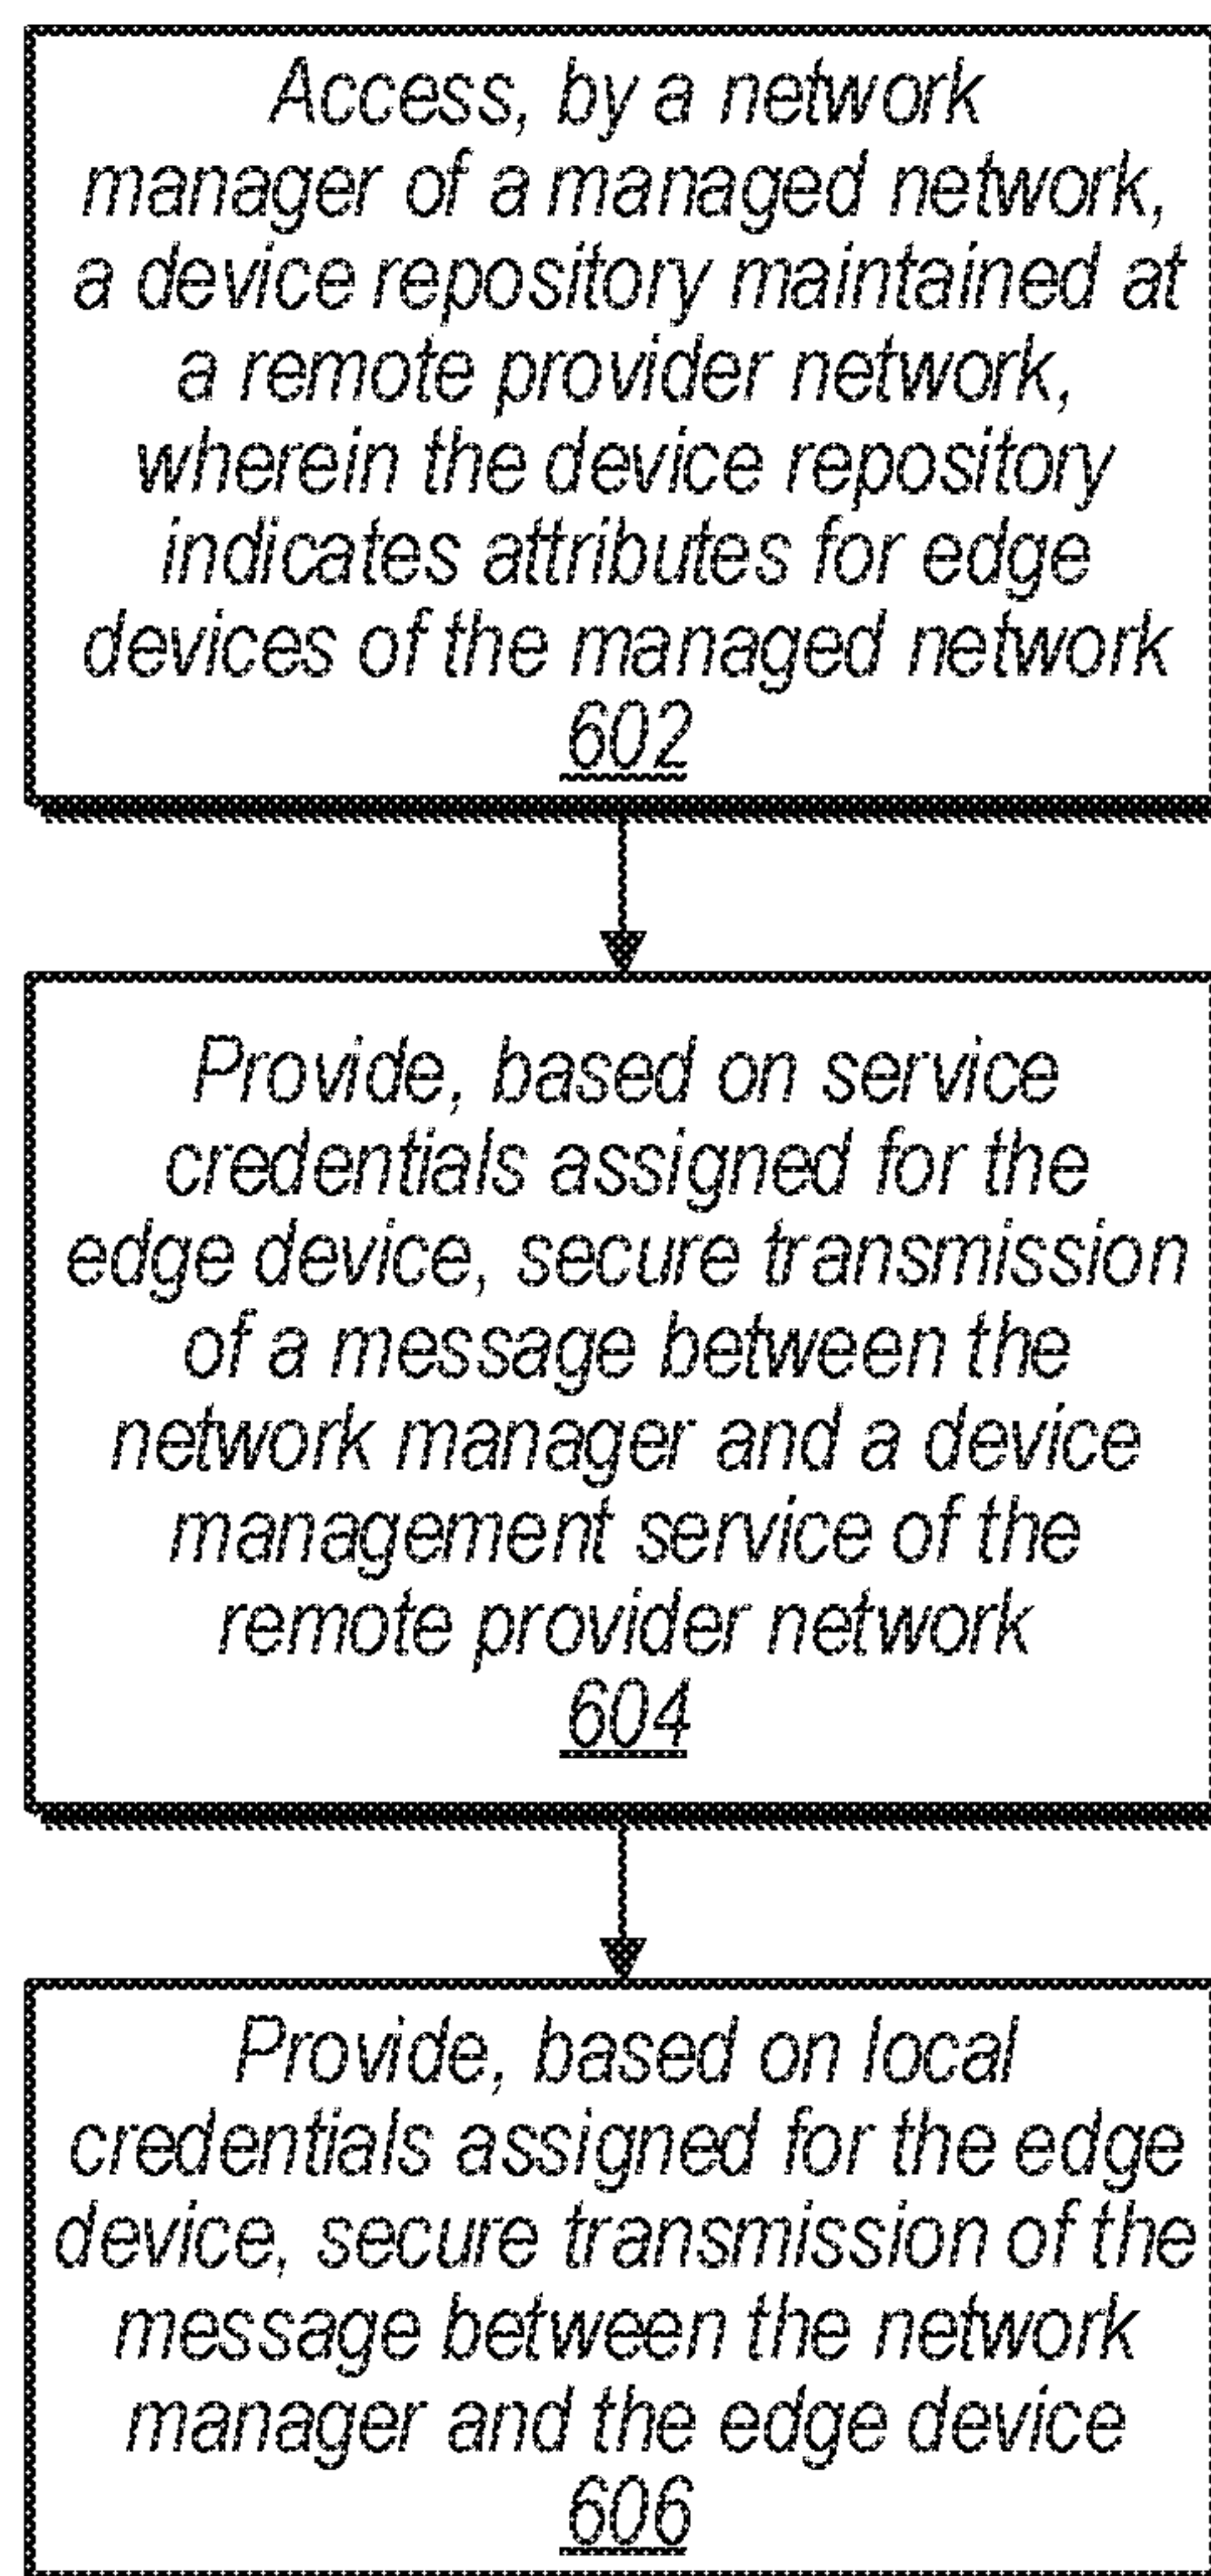 Access, by a network
manager of a managed network,
a device repository maintained at
a remote provider network,
wherein the device repository
indicates attributes for edge
devices of the managed network
602
Provide, based on service
credentials assigned for the
edge device, secure transmission
of a message between the
network manager and a device
management service of the
remote provider network
604
Provide, based on local
credentials assigned for the edge
device, secure transmission of the
message between the network
manager and the edge device
606